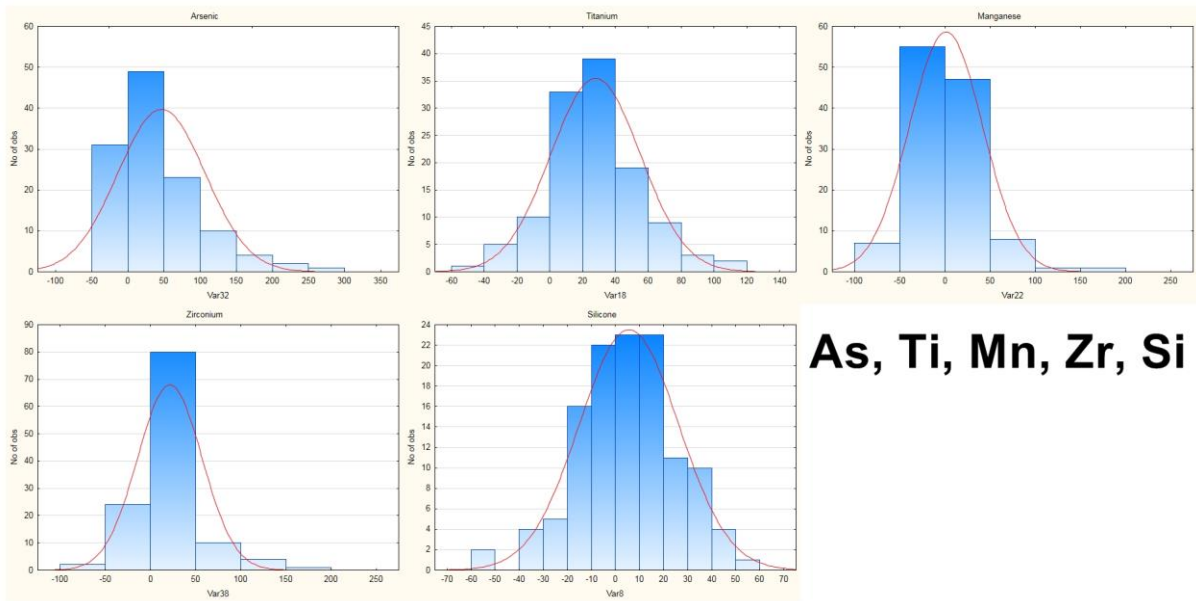 Arsenic
60
50
40
30
20
10
0
No of obs
-100 -50 0 50 100 150 200 250 300 350
Var32
Titanium
45
40
35
30
25
20
15
10
5
0
No of obs
-60 -40 -20 0 20 40 60 80 100 120 140
Var18
Manganese
60
50
40
30
20
10
0
No of obs
-100 -50 0 50 100 150 200 250
Var22
Zirconium
90
80
70
60
50
40
30
20
10
0
No of obs
-100 -50 0 50 100 150 200 250
Var38
Silicone
24
22
20
18
16
14
12
10
8
6
4
2
0
No of obs
-70 -60 -50 -40 -30 -20 -10 0 10 20 30 40 50 60 70
Var8
As, Ti, Mn, Zr, Si